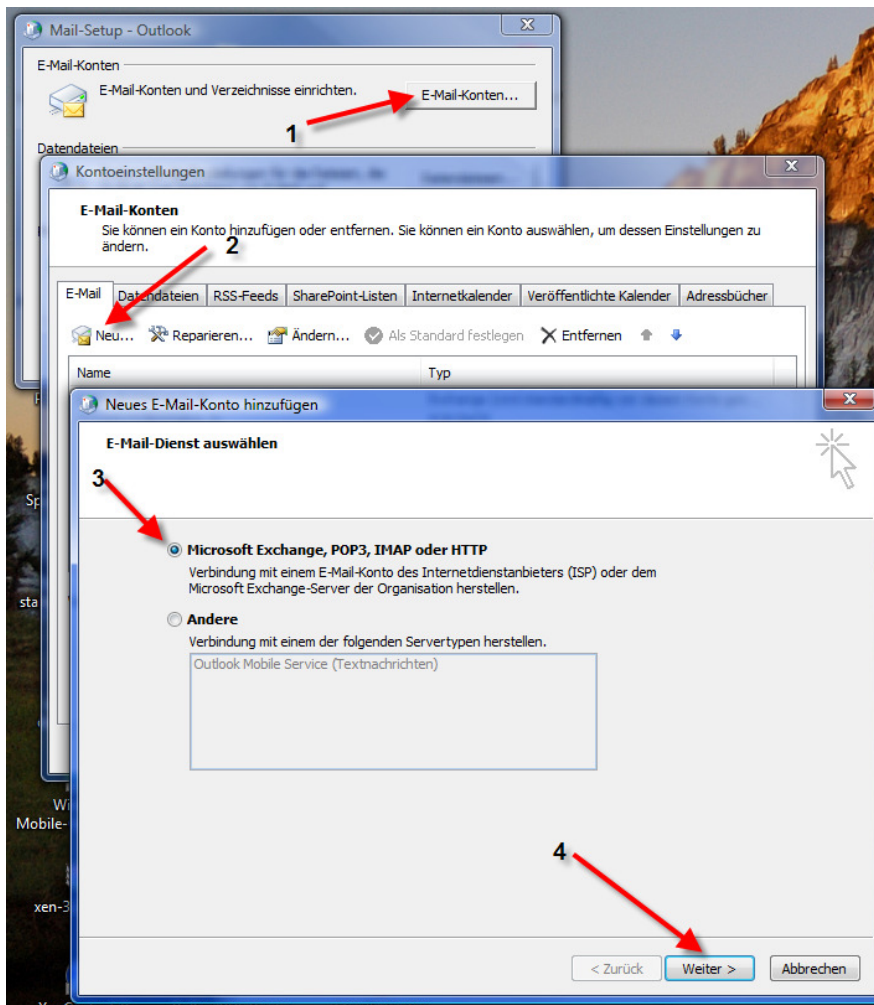 Mail-Setup - Outlook
E-Mail-Konten
E-Mail-Konten und Verzeichnisse einrichten.
E-Mail-Konten...
1
Datendateien
Kontoeinstellungen
E-Mail-Konten
Sie können ein Konto hinzufügen oder entfernen. Sie können ein Konto auswählen, um dessen Einstellungen zu
ändern.
2
E-Mail Datendateien RSS-Feeds SharePoint-Listen Internetkalender Veröffentlichte Kalender Adressbücher
Neu... Reparieren... Ändern... Als Standard festlegen Entfernen
Name Typ
Neues E-Mail-Konto hinzufügen
E-Mail-Dienst auswählen
3
Microsoft Exchange, POP3, IMAP oder HTTP
Verbindung mit einem E-Mail-Konto des Internetdienstanbieters (ISP) oder dem
Microsoft Exchange-Server der Organisation herstellen.
Andere
Verbindung mit einem der folgenden Servertypen herstellen.
Outlook Mobile Service (Textnachrichten)
Mobile-
4
xen-3
< Zurück Weiter > Abbrechen